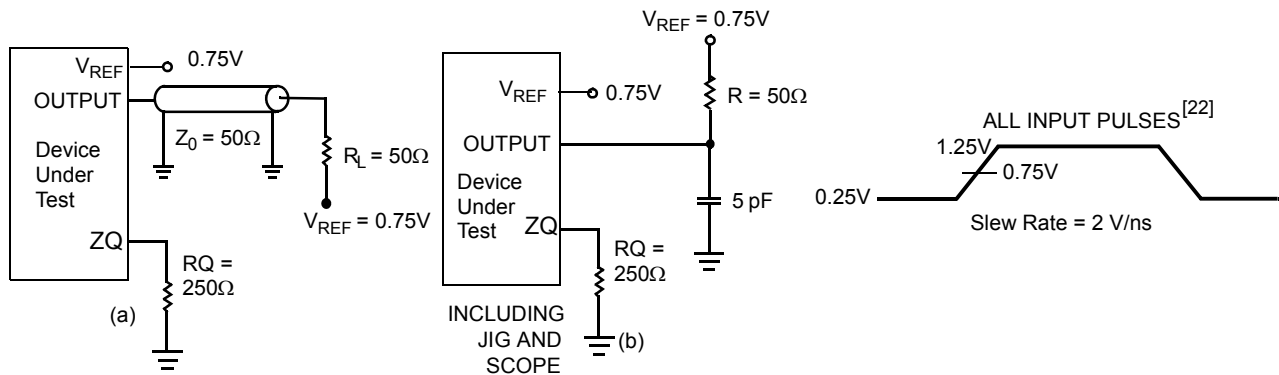 V_REF
0.75V
OUTPUT
Z_0 = 50Ω
Device
Under
Test
R_L = 50Ω
V_REF = 0.75V
ZQ
RQ =
250Ω
(a)
V_REF = 0.75V
R = 50Ω
V_REF
0.75V
OUTPUT
Device
Under
Test
5 pF
ZQ
RQ =
250Ω
INCLUDING
JIG AND
SCOPE
(b)
ALL INPUT PULSES[22]
1.25V
0.75V
0.25V
Slew Rate = 2 V/ns